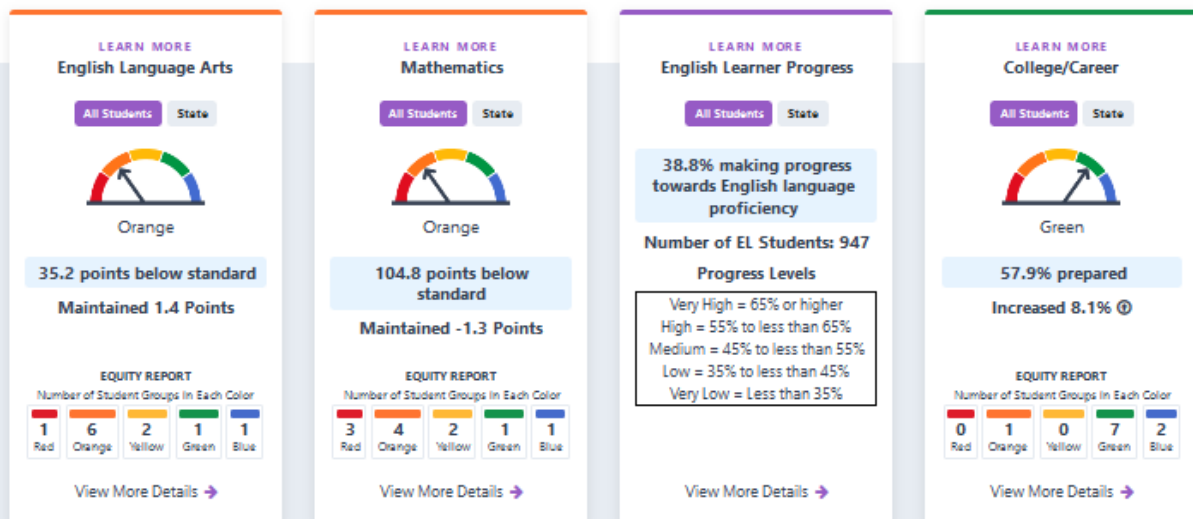 LEARN MORE
English Language Arts
All Students State
Orange
35.2 points below standard
Maintained 1.4 Points
EQUITY REPORT
Number of Student Groups in Each Color
1 6 2 1 1
Red Orange Yellow Green Blue
View More Details →
LEARN MORE
Mathematics
All Students State
Orange
104.8 points below
standard
Maintained -1.3 Points
EQUITY REPORT
Number of Student Groups in Each Color
3 4 2 1 1
Red Orange Yellow Green Blue
View More Details →
LEARN MORE
English Learner Progress
All Students State
38.8% making progress
towards English language
proficiency
Number of EL Students: 947
Progress Levels
Very High = 65% or higher
High = 55% to less than 65%
Medium = 45% to less than 55%
Low = 35% to less than 45%
Very Low = Less than 35%
View More Details →
LEARN MORE
College/Career
All Students State
Green
57.9% prepared
Increased 8.1%
EQUITY REPORT
Number of Student Groups in Each Color
0 1 0 7 2
Red Orange Yellow Green Blue
View More Details →